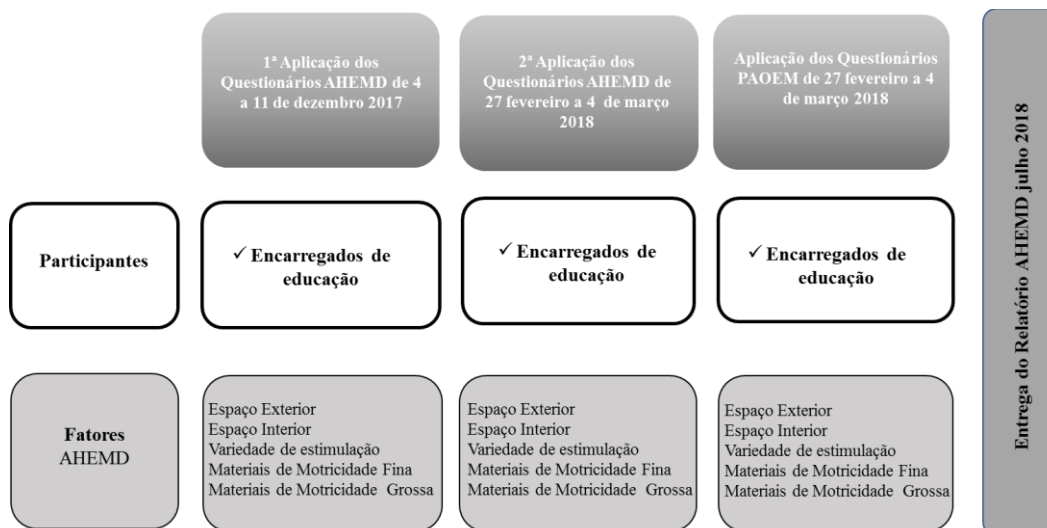 1ª Aplicação dos
Questionários AHEMD de 4
a 11 de dezembro 2017
2ª Aplicação dos
Questionários AHEMD de
27 fevereiro a 4 de março
2018
Aplicação dos Questionários
PAOEM de 27 fevereiro a 4
de março 2018
Participantes
✓ Encarregados de
educação
✓ Encarregados de
educação
✓ Encarregados de
educação
Fatores
AHEMD
Espaço Exterior
Espaço Interior
Variedade de estimulação
Materiais de Motricidade Fina
Materiais de Motricidade Grossa
Espaço Exterior
Espaço Interior
Variedade de estimulação
Materiais de Motricidade Fina
Materiais de Motricidade Grossa
Espaço Exterior
Espaço Interior
Variedade de estimulação
Materiais de Motricidade Fina
Materiais de Motricidade Grossa
Entrega do Relatório AHEMD julho 2018